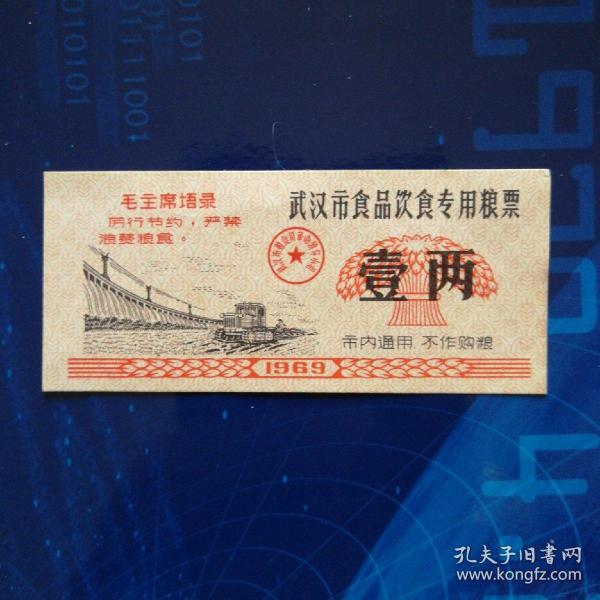 毛主席语录
厉行节约，严禁
浪费粮食。
武汉市食品饮食专用粮票
壹两
市内通用 不作购粮
1969
孔夫子旧书网
www.kongfz.com